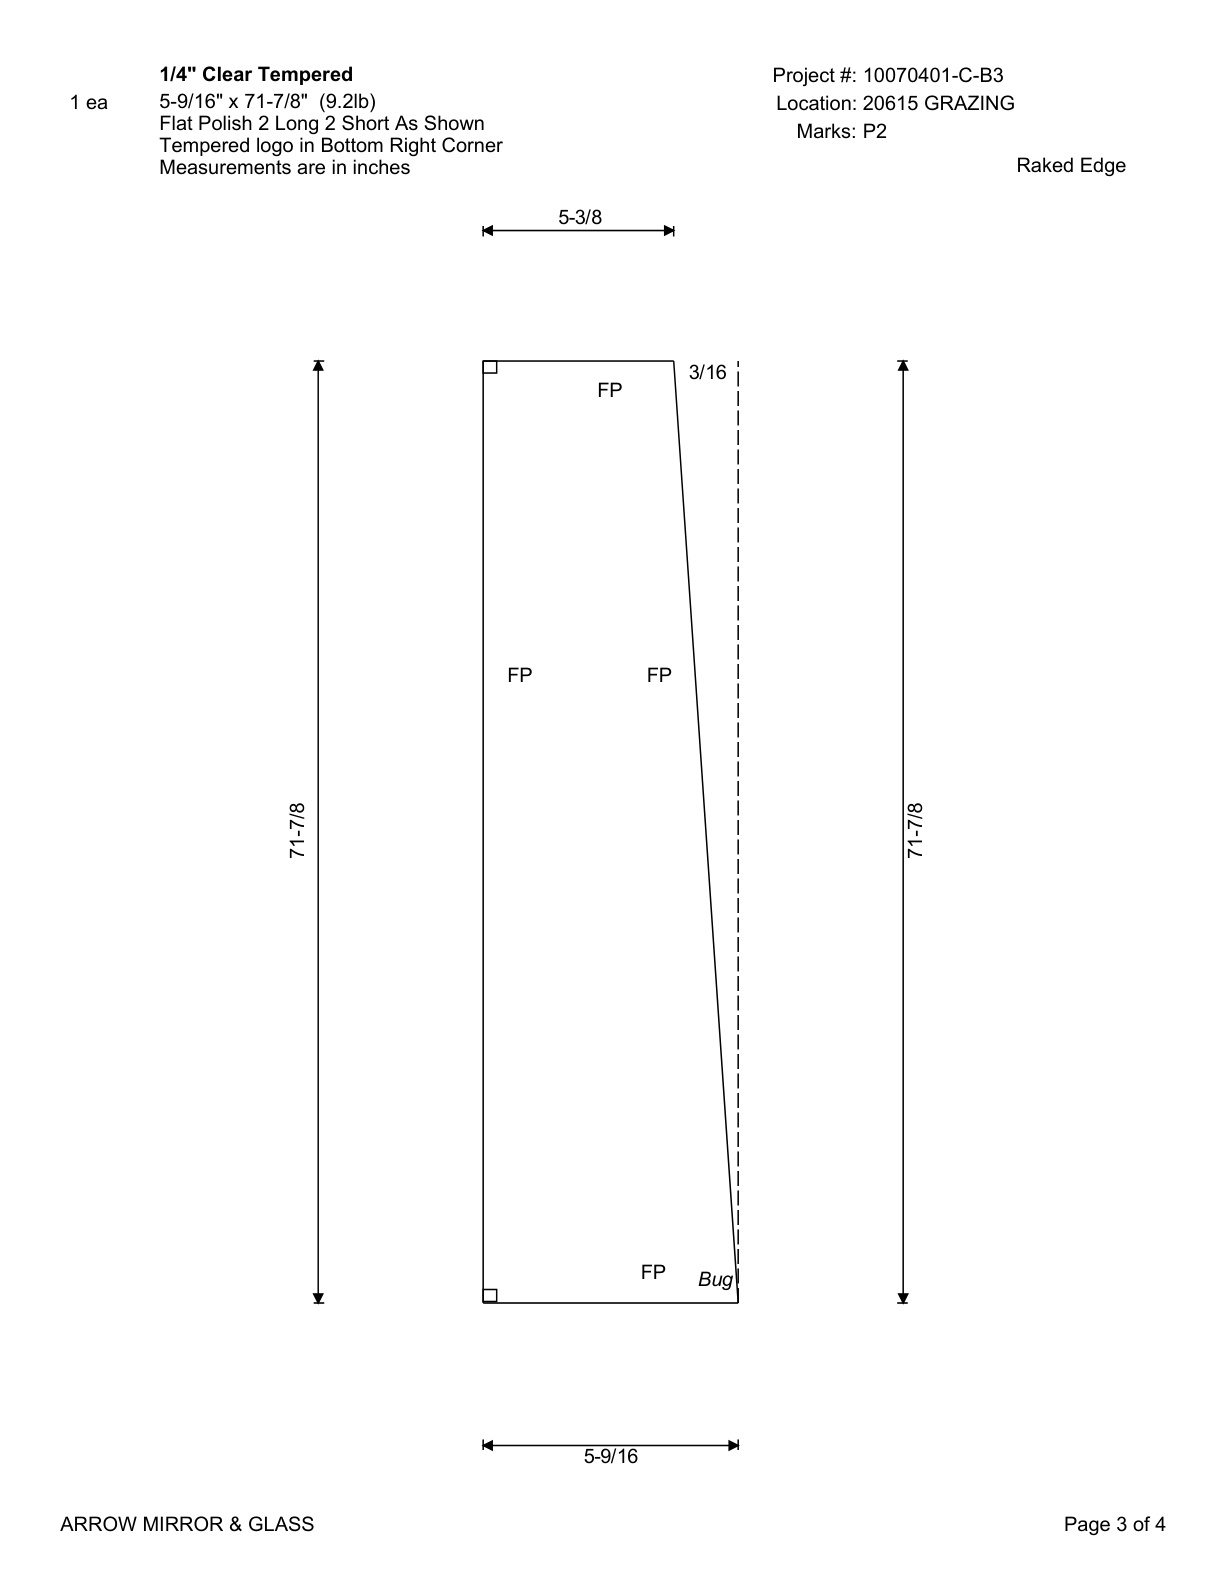 1/4" Clear Tempered
Project #: 10070401-C-B3
1 ea
5-9/16" x 71-7/8" (9.2lb)
Location: 20615 GRAZING
Flat Polish 2 Long 2 Short As Shown
Marks: P2
Tempered logo in Bottom Right Corner
Measurements are in inches
Raked Edge
5-3/8
3/16
FP
FP
FP
71-7/8
71-7/8
FP
Bug
5-9/16
ARROW MIRROR & GLASS
Page 3 of 4